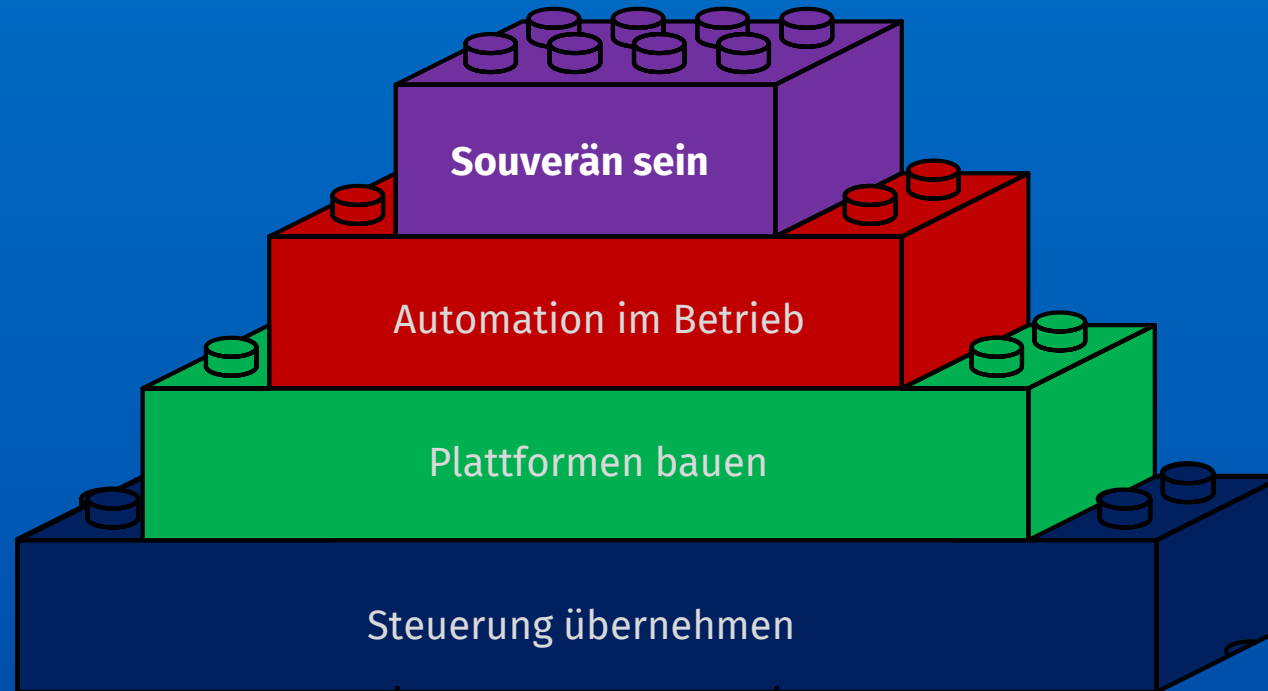 Souverän sein
Automation im Betrieb
Plattformen bauen
Steuerung übernehmen